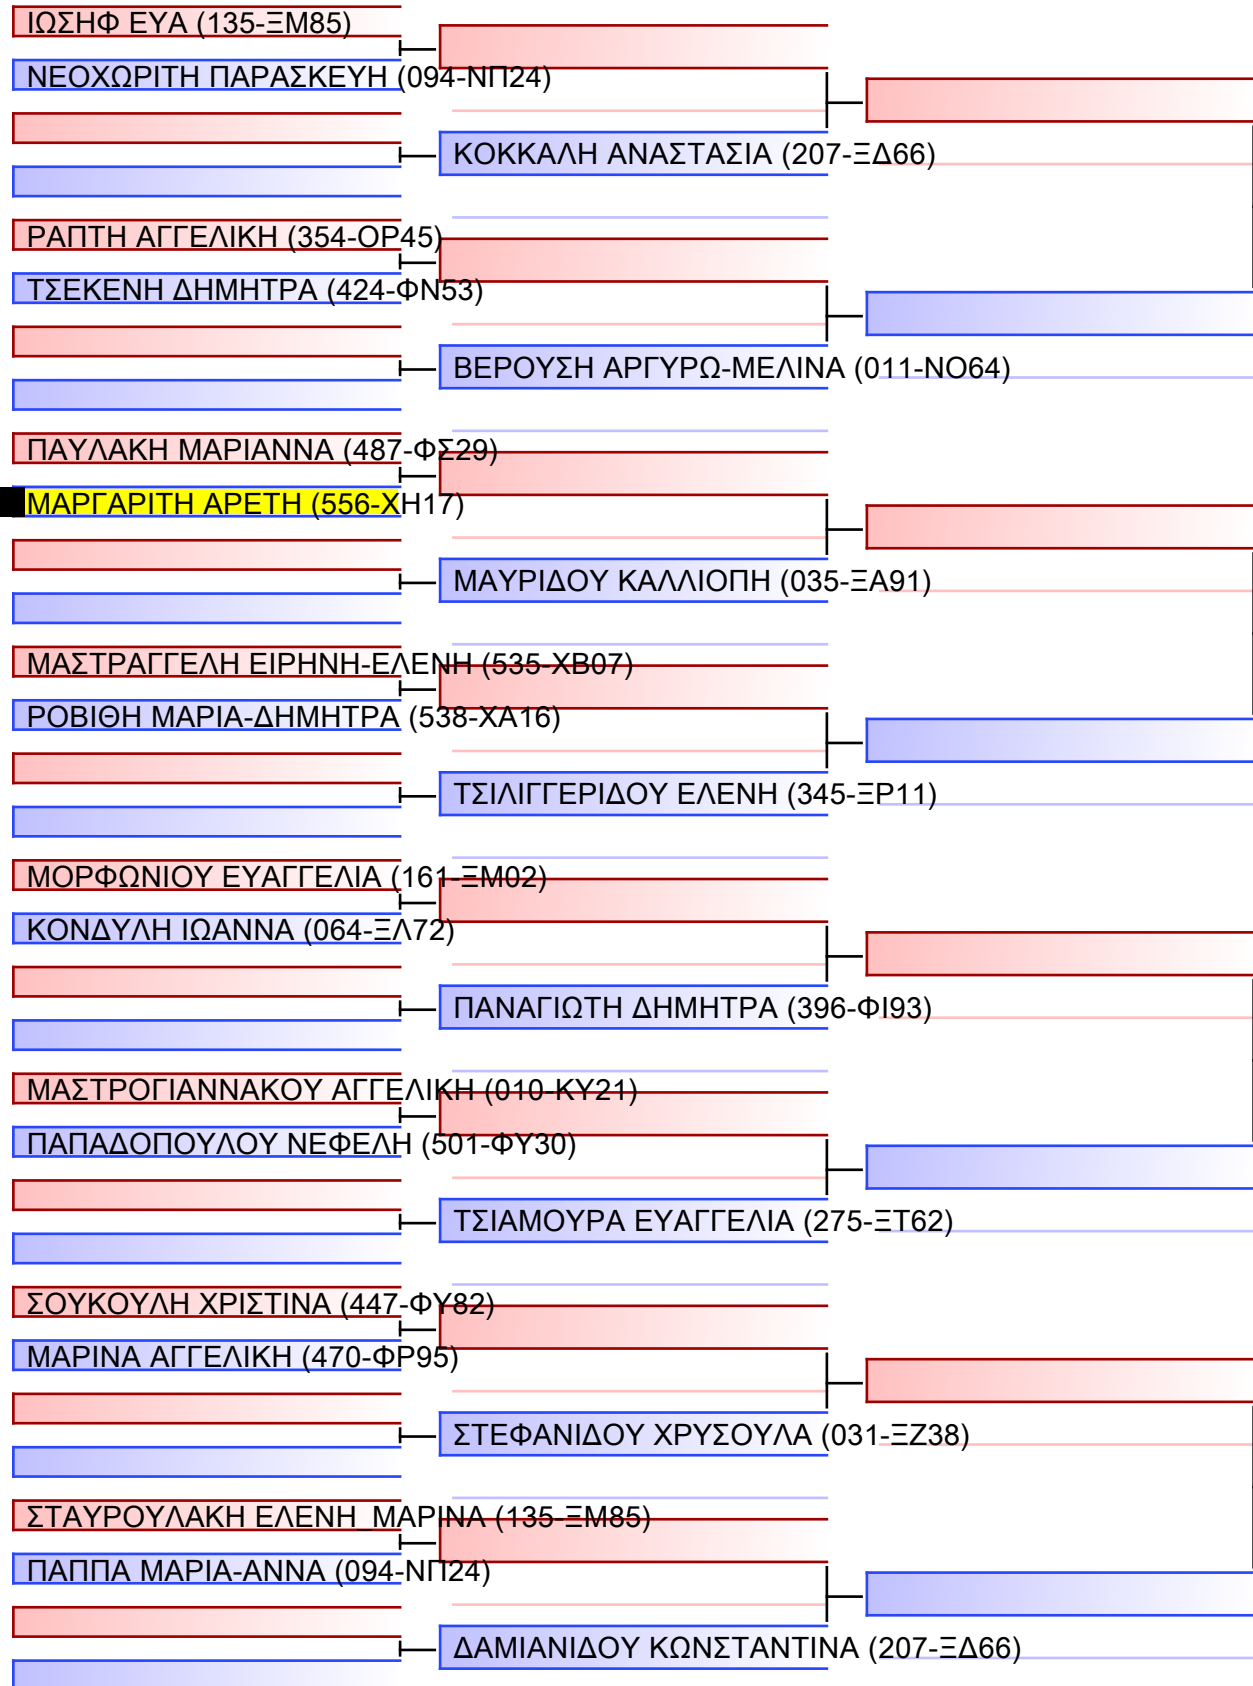 ΙΩΣΗΦ ΕΥΑ (135-ΞΜ85)
ΝΕΟΧΩΡΙΤΗ ΠΑΡΑΣΚΕΥΗ (094-ΝΠ24)
ΚΟΚΚΑΛΗ ΑΝΑΣΤΑΣΙΑ (207-ΞΔ66)
ΡΑΠΤΗ ΑΓΓΕΛΙΚΗ (354-ΟΡ45)
ΤΣΕΚΕΝΗ ΔΗΜΗΤΡΑ (424-ΦΝ53)
ΒΕΡΟΥΣΗ ΑΡΓΥΡΩ-ΜΕΛΙΝΑ (011-ΝΟ64)
ΠΑΥΛΑΚΗ ΜΑΡΙΑΝΝΑ (487-ΦΣ29)
ΜΑΡΓΑΡΙΤΗ ΑΡΕΤΗ (556-ΧΗ17)
ΜΑΥΡΙΔΟΥ ΚΑΛΛΙΟΠΗ (035-ΞΑ91)
ΜΑΣΤΡΑΓΓΕΛΗ ΕΙΡΗΝΗ-ΕΛΕΝΗ (535-ΧΒ07)
ΡΟΒΙΘΗ ΜΑΡΙΑ-ΔΗΜΗΤΡΑ (538-ΧΑ16)
ΤΣΙΛΙΓΓΕΡΙΔΟΥ ΕΛΕΝΗ (345-ΞΡ11)
ΜΟΡΦΩΝΙΟΥ ΕΥΑΓΓΕΛΙΑ (161-ΞΜ02)
ΚΟΝΔΥΛΗ ΙΩΑΝΝΑ (064-ΞΛ72)
ΠΑΝΑΓΙΩΤΗ ΔΗΜΗΤΡΑ (396-ΦΙ93)
ΜΑΣΤΡΟΓΙΑΝΝΑΚΟΥ ΑΓΓΕΛΙΚΗ (010-ΚΥ21)
ΠΑΠΑΔΟΠΟΥΛΟΥ ΝΕΦΕΛΗ (501-ΦΥ30)
ΤΣΙΑΜΟΥΡΑ ΕΥΑΓΓΕΛΙΑ (275-ΞΤ62)
ΣΟΥΚΟΥΛΗ ΧΡΙΣΤΙΝΑ (447-ΦΥ82)
ΜΑΡΙΝΑ ΑΓΓΕΛΙΚΗ (470-ΦΡ95)
ΣΤΕΦΑΝΙΔΟΥ ΧΡΥΣΟΥΛΑ (031-ΞΖ38)
ΣΤΑΥΡΟΥΛΑΚΗ ΕΛΕΝΗ_ΜΑΡΙΝΑ (135-ΞΜ85)
ΠΑΠΠΑ ΜΑΡΙΑ-ΑΝΝΑ (094-ΝΠ24)
ΔΑΜΙΑΝΙΔΟΥ ΚΩΝΣΤΑΝΤΙΝΑ (207-ΞΔ66)